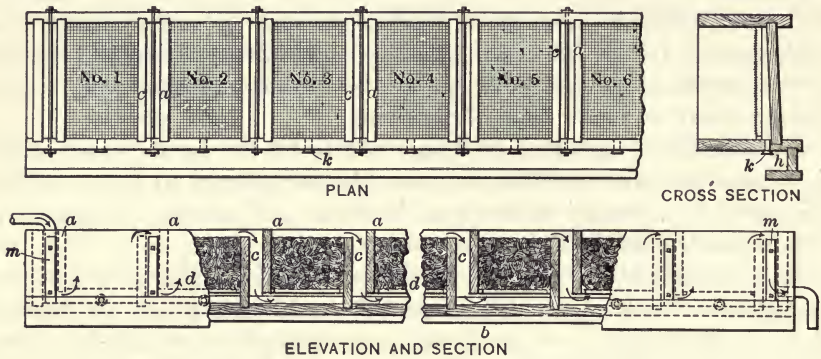 No. 1 c a No. 2 No. 3 c a No. 4 No. 5 c a No. 6
k
k h
PLAN
CROSS SECTION
a a a a m
m c c d c
d
b
ELEVATION AND SECTION